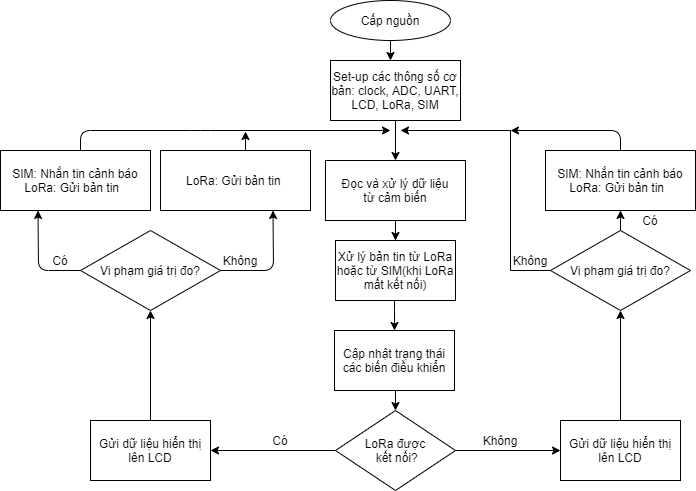 Cấp nguồn
Set-up các thông số cơ
bản: clock, ADC, UART,
LCD, LoRa, SIM
SIM: Nhắn tin cảnh báo
LoRa: Gửi bản tin
LoRa: Gửi bản tin
Đọc và xử lý dữ liệu
từ cảm biến
SIM: Nhắn tin cảnh báo
LoRa: Gửi bản tin
Có
Vi phạm giá trị đo?
Không
Xử lý bản tin từ LoRa
hoặc từ SIM(khi LoRa
mất kết nối)
Không
Vi phạm giá trị đo?
Có
Cập nhật trạng thái
các biến điều khiển
Gửi dữ liệu hiển thị
lên LCD
Có
LoRa được
kết nối?
Không
Gửi dữ liệu hiển thị
lên LCD